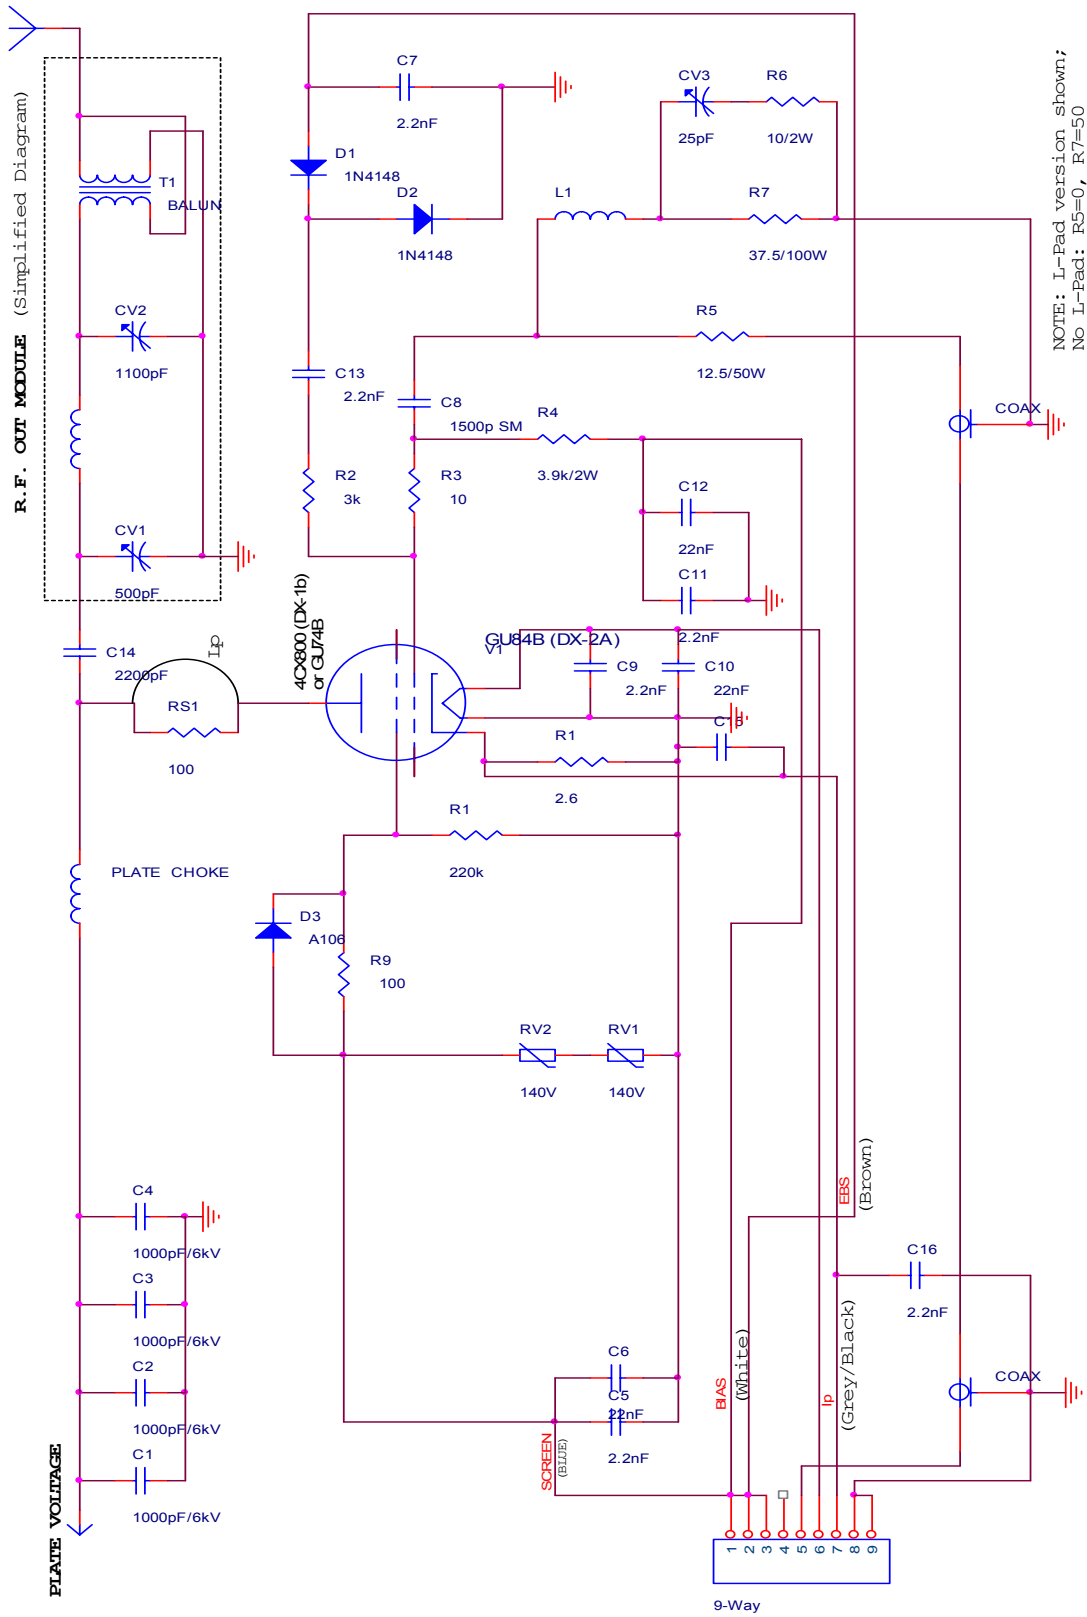 R.F. OUT MODULE (Simplified Diagram)
C7
2.2nF
CV3
25pF
R6
10/2W
NOTE: L-Pad version shown;
No L-Pad: R5=0, R7=50
D1
1N4148
D2
1N4148
T1
BALUN
L1
R7
37.5/100W
CV2
1100pF
R5
12.5/50W
C13
2.2nF
C8
1500p SM
R4
3.9k/2W
COAX
R2
3k
R3
10
C12
22nF
CV1
500pF
C11
2.2nF
4CX800 (DX-1b)
or GU74B
GU84B (DX-2A)
V1
Ip
C14
2200pF
C9
2.2nF
C10
22nF
RS1
100
C15
R1
2.6
R1
220k
PLATE CHOKE
D3
A106
R9
100
RV2
140V
RV1
140V
EBS
(Brown)
C4
1000pF/6kV
C3
1000pF/6kV
C2
1000pF/6kV
C1
1000pF/6kV
C16
2.2nF
C6
22nF
C5
2.2nF
BIAS
(White)
Ip
(Grey/Black)
COAX
SCREEN
(BLUE)
PLATE VOLTAGE
1 2 3 4 5 6 7 8 9
9-Way